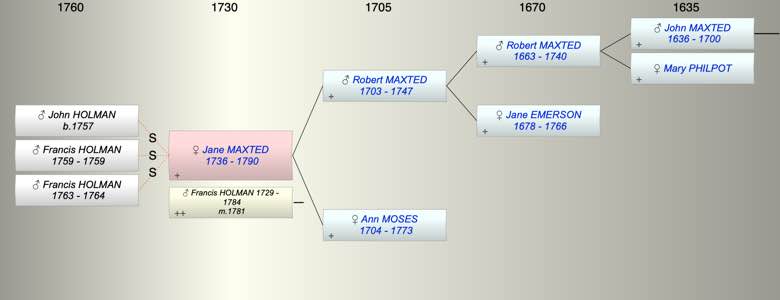 1760 1730 1705 1670 1635
♂ John HOLMAN
b.1757
♂ Francis HOLMAN
1759 - 1759
♂ Francis HOLMAN
1763 - 1764
S
S
S
♀ Jane MAXTED
1736 - 1790
+
♂ Francis HOLMAN 1729 -
1784
m.1781
++
♂ Robert MAXTED
1703 - 1747
+
♀ Ann MOSES
1704 - 1773
+
♂ Robert MAXTED
1663 - 1740
+
♀ Jane EMERSON
1678 - 1766
+
♂ John MAXTED
1636 - 1700
+
♀ Mary PHILPOT
+